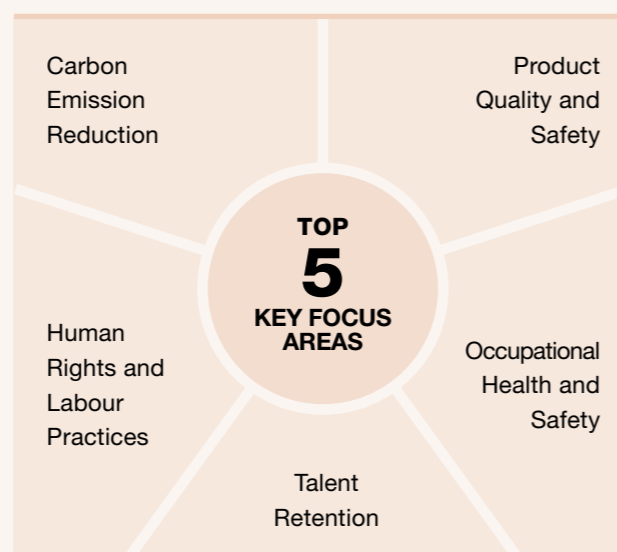 Carbon
Emission
Reduction
Product
Quality and
Safety
TOP
5
KEY FOCUS
AREAS
Human
Rights and
Labour
Practices
Occupational
Health and
Safety
Talent
Retention